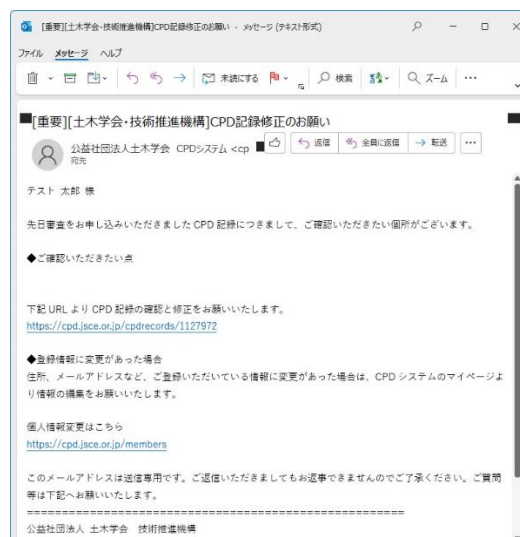 [重要][土木学会・技術推進機構]CPD記録修正のお願い - メッセージ (テキスト形式)
ファイル メッセージ ヘルプ
未読にする 検索 ズーム
[重要][土木学会・技術推進機構]CPD記録修正のお願い
公益社団法人土木学会 CPDシステム <cp
返信 全員に返信 転送
宛先
テスト 太郎 様
先日審査をお申し込みいただきました CPD 記録につきまして、ご確認いただきたい個所がございます。
◆ご確認いただきたい点
下記 URL より CPD 記録の確認と修正をお願いいたします。
https://cpd.jsce.or.jp/cpdrecords/1127972
◆登録情報に変更があった場合
住所、メールアドレスなど、ご登録いただいている情報に変更があった場合は、CPD システムのマイページよ
り情報の編集をお願いいたします。
個人情報変更はこちら
https://cpd.jsce.or.jp/members
このメールアドレスは送信専用です。ご返信いただきましてもお返事できませんのでご了承ください。ご質問
等は下記へお願いいたします。
========================================================
公益社団法人 土木学会 技術推進機構